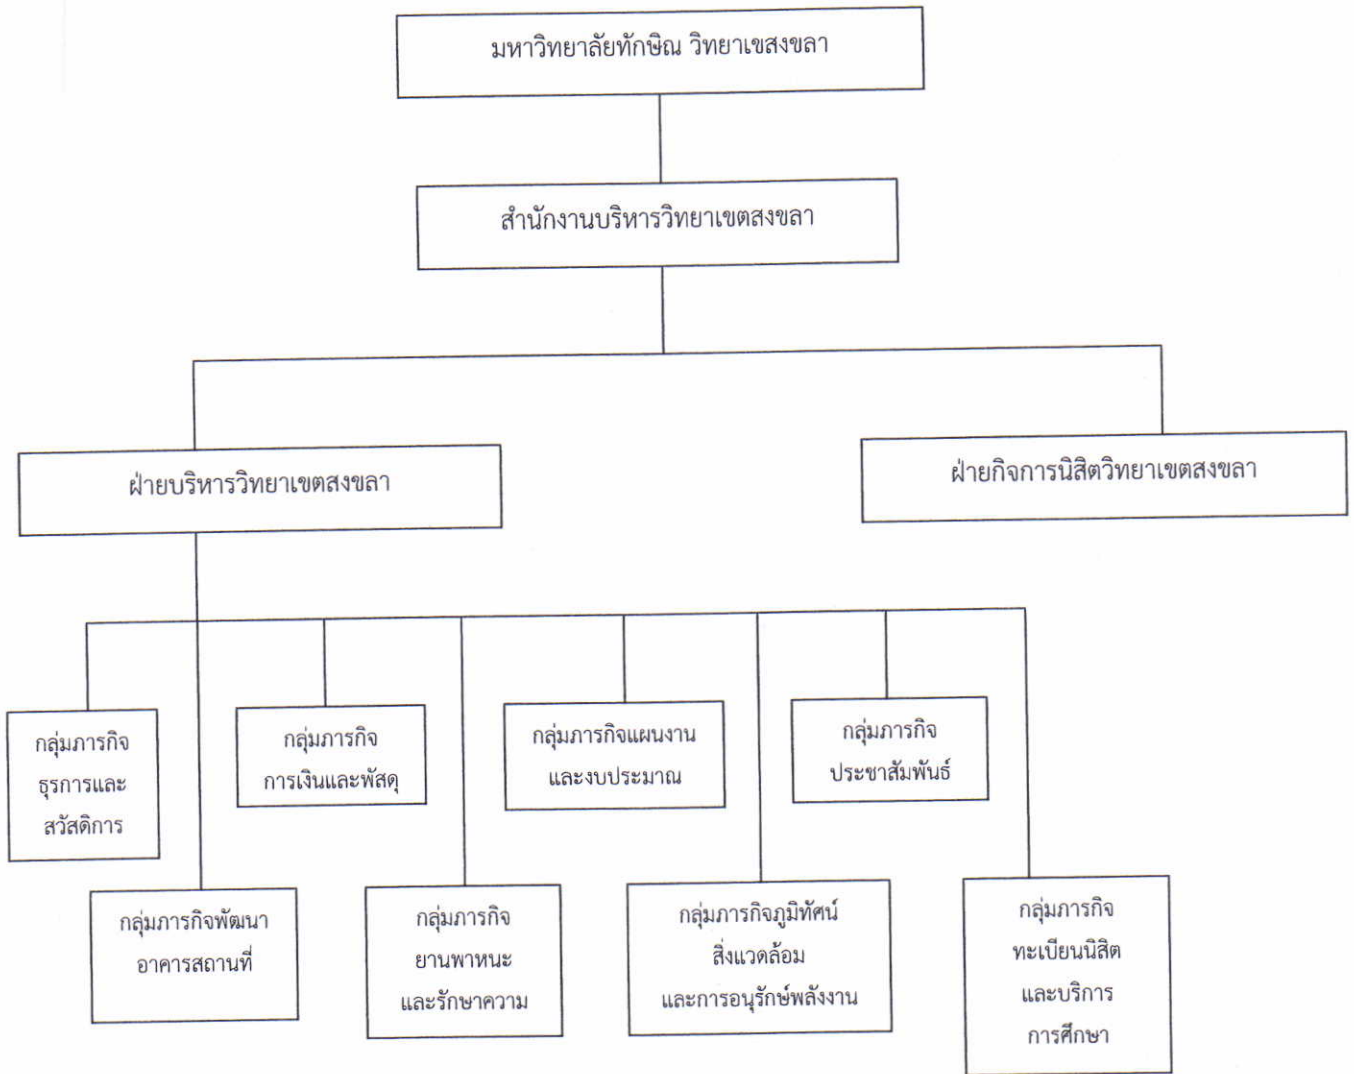 มหาวิทยาลัยทักษิณ วิทยาเขสงขลา
สำนักงานบริหารวิทยาเขตสงขลา
ฝ่ายบริหารวิทยาเขตสงขลา
ฝ่ายกิจการนิสิตวิทยาเขตสงขลา
กลุ่มภารกิจ
ธุรการและ
สวัสดิการ
กลุ่มภารกิจ
การเงินและพัสดุ
กลุ่มภารกิจแผนงาน
และงบประมาณ
กลุ่มภารกิจ
ประชาสัมพันธ์
กลุ่มภารกิจพัฒนา
อาคารสถานที่
กลุ่มภารกิจ
ยานพาหนะ
และรักษาความ
กลุ่มภารกิจภูมิทัศน์
สิ่งแวดล้อม
และการอนุรักษ์พลังงาน
กลุ่มภารกิจ
ทะเบียนนิสิต
และบริการ
การศึกษา